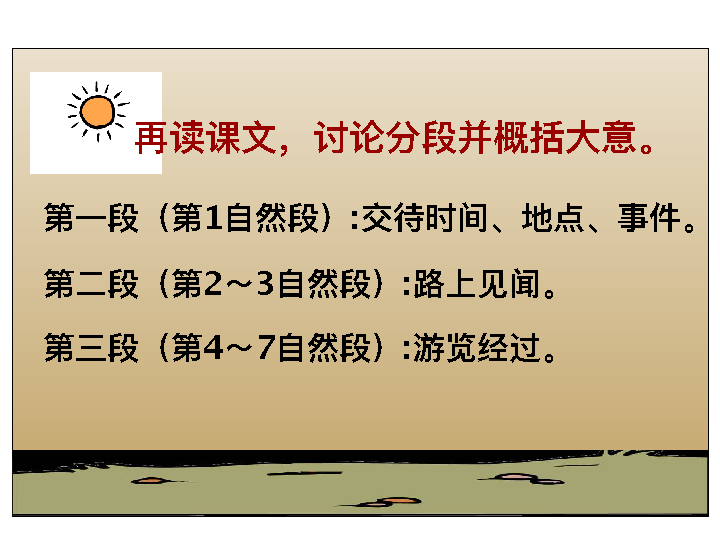 再读课文，讨论分段并概括大意。
第一段（第1自然段）:交待时间、地点、事件。
第二段（第2～3自然段）:路上见闻。
第三段（第4～7自然段）:游览经过。